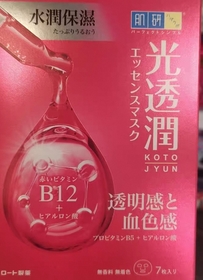 水潤保濕
たっぷりうるおう
肌研
光透潤
エッセンスマスク
KOTO
JYUN
赤いビタミン
B12
+
ヒアルロン酸
透明感と
血色感
プロビタミンB5 + ヒアルロン酸
無香料 無着色
7枚入り
ロート製薬